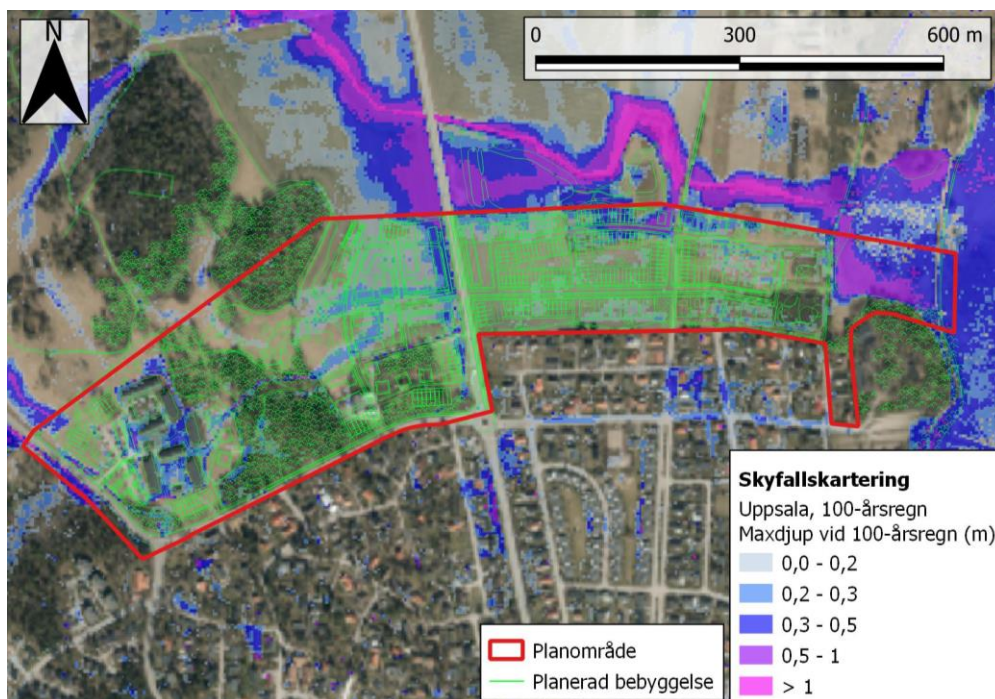 N
0 300 600 m
Skyfallskartering
Uppsala, 100-årsregn
Maxdjup vid 100-årsregn (m)
0,0 - 0,2
0,2 - 0,3
0,3 - 0,5
0,5 - 1
> 1
Planområde
Planerad bebyggelse